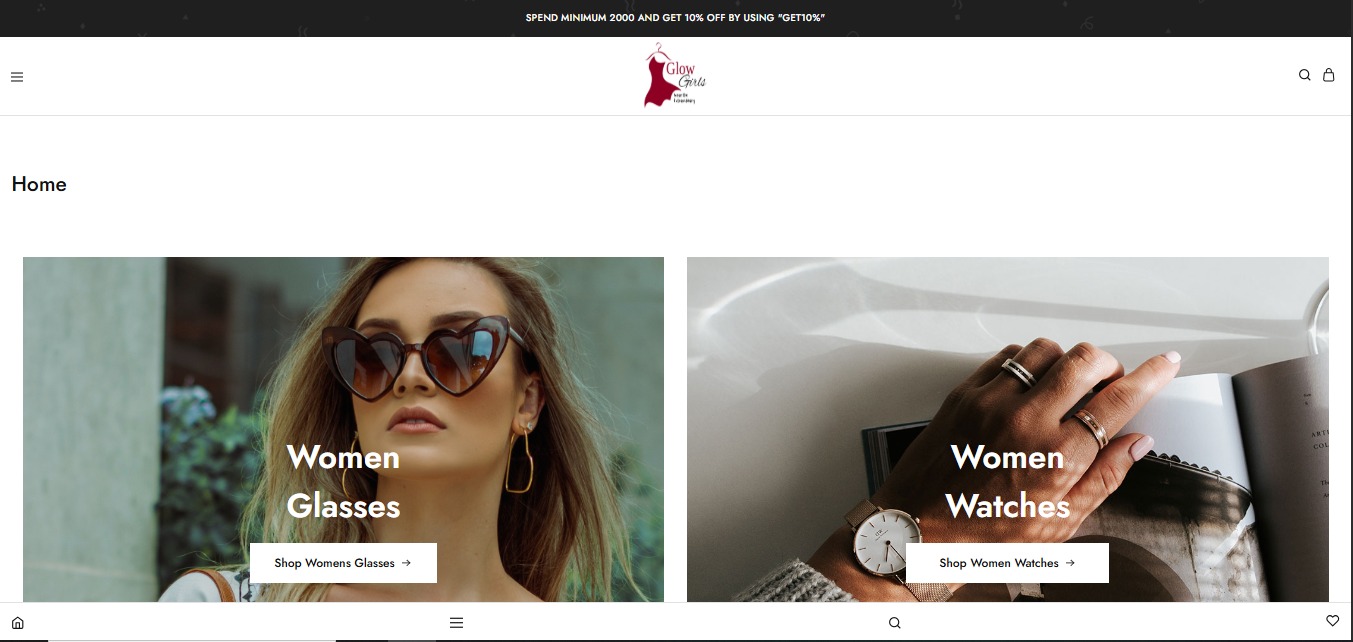 SPEND MINIMUM 2000 AND GET 10% OFF BY USING "GET10%"
Glow
Girls
Home
Women
Glasses
Shop Womens Glasses →
Women
Watches
Shop Women Watches →